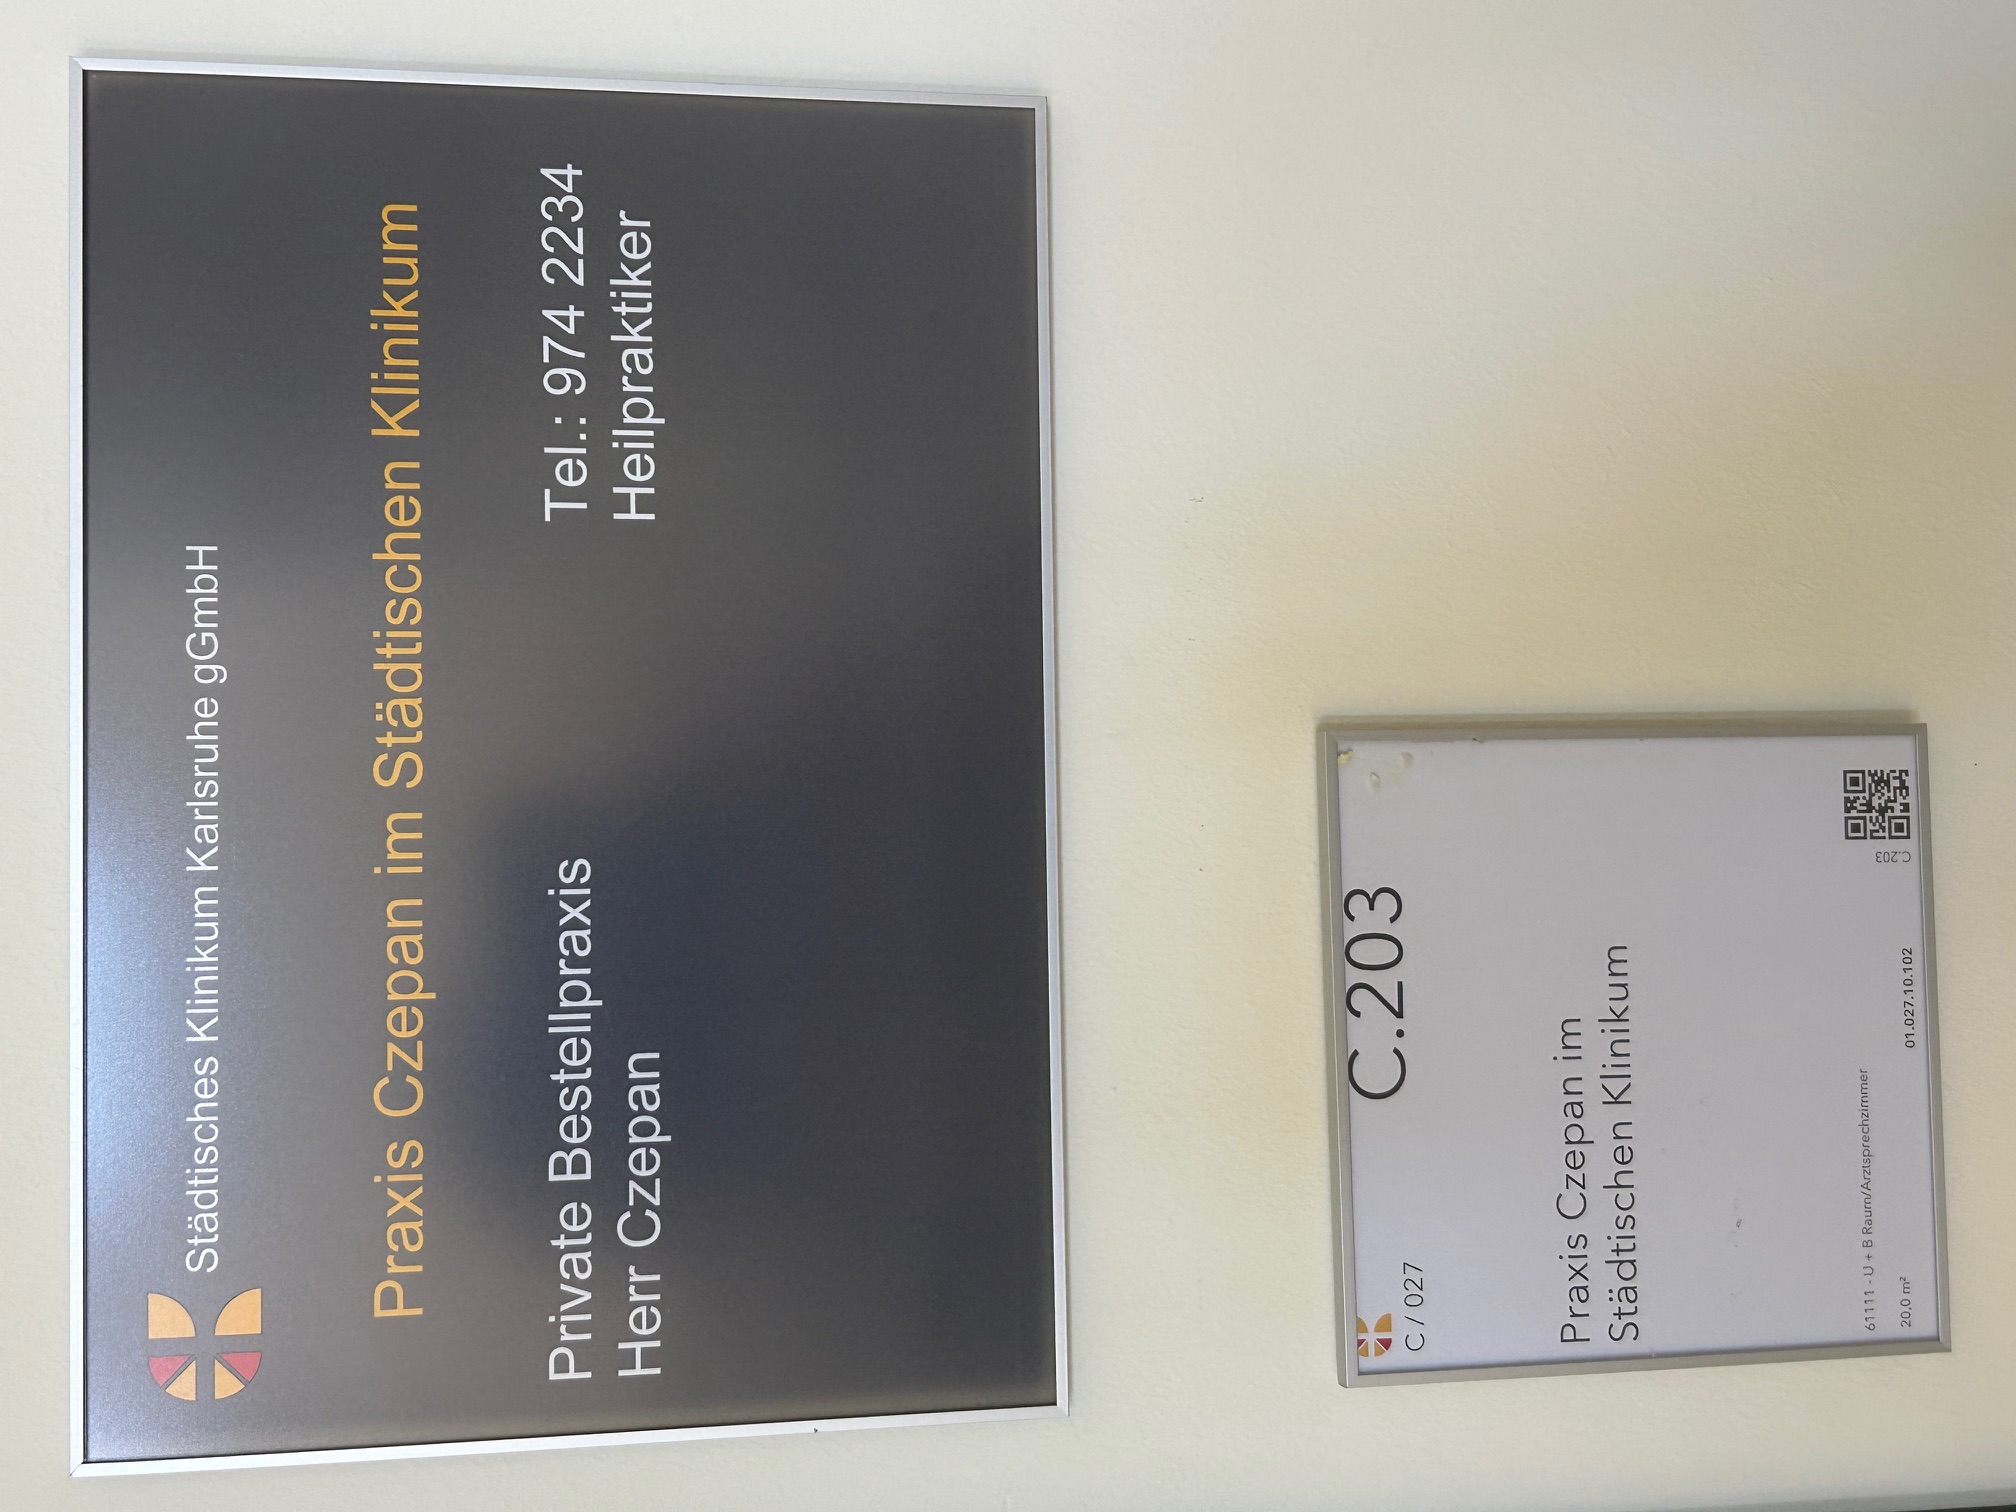 Städtisches Klinikum Karlsruhe gGmbH
Praxis Czepan im Städtischen Klinikum
Private Bestellpraxis
Herr Czepan
Tel.: 974 2234
Heilpraktiker
C / 027
C.203
Praxis Czepan im
Städtischen Klinikum
61111 - U + B Raum/Arztsprechzimmer
20,0 m²
01.027.10.102
C.203